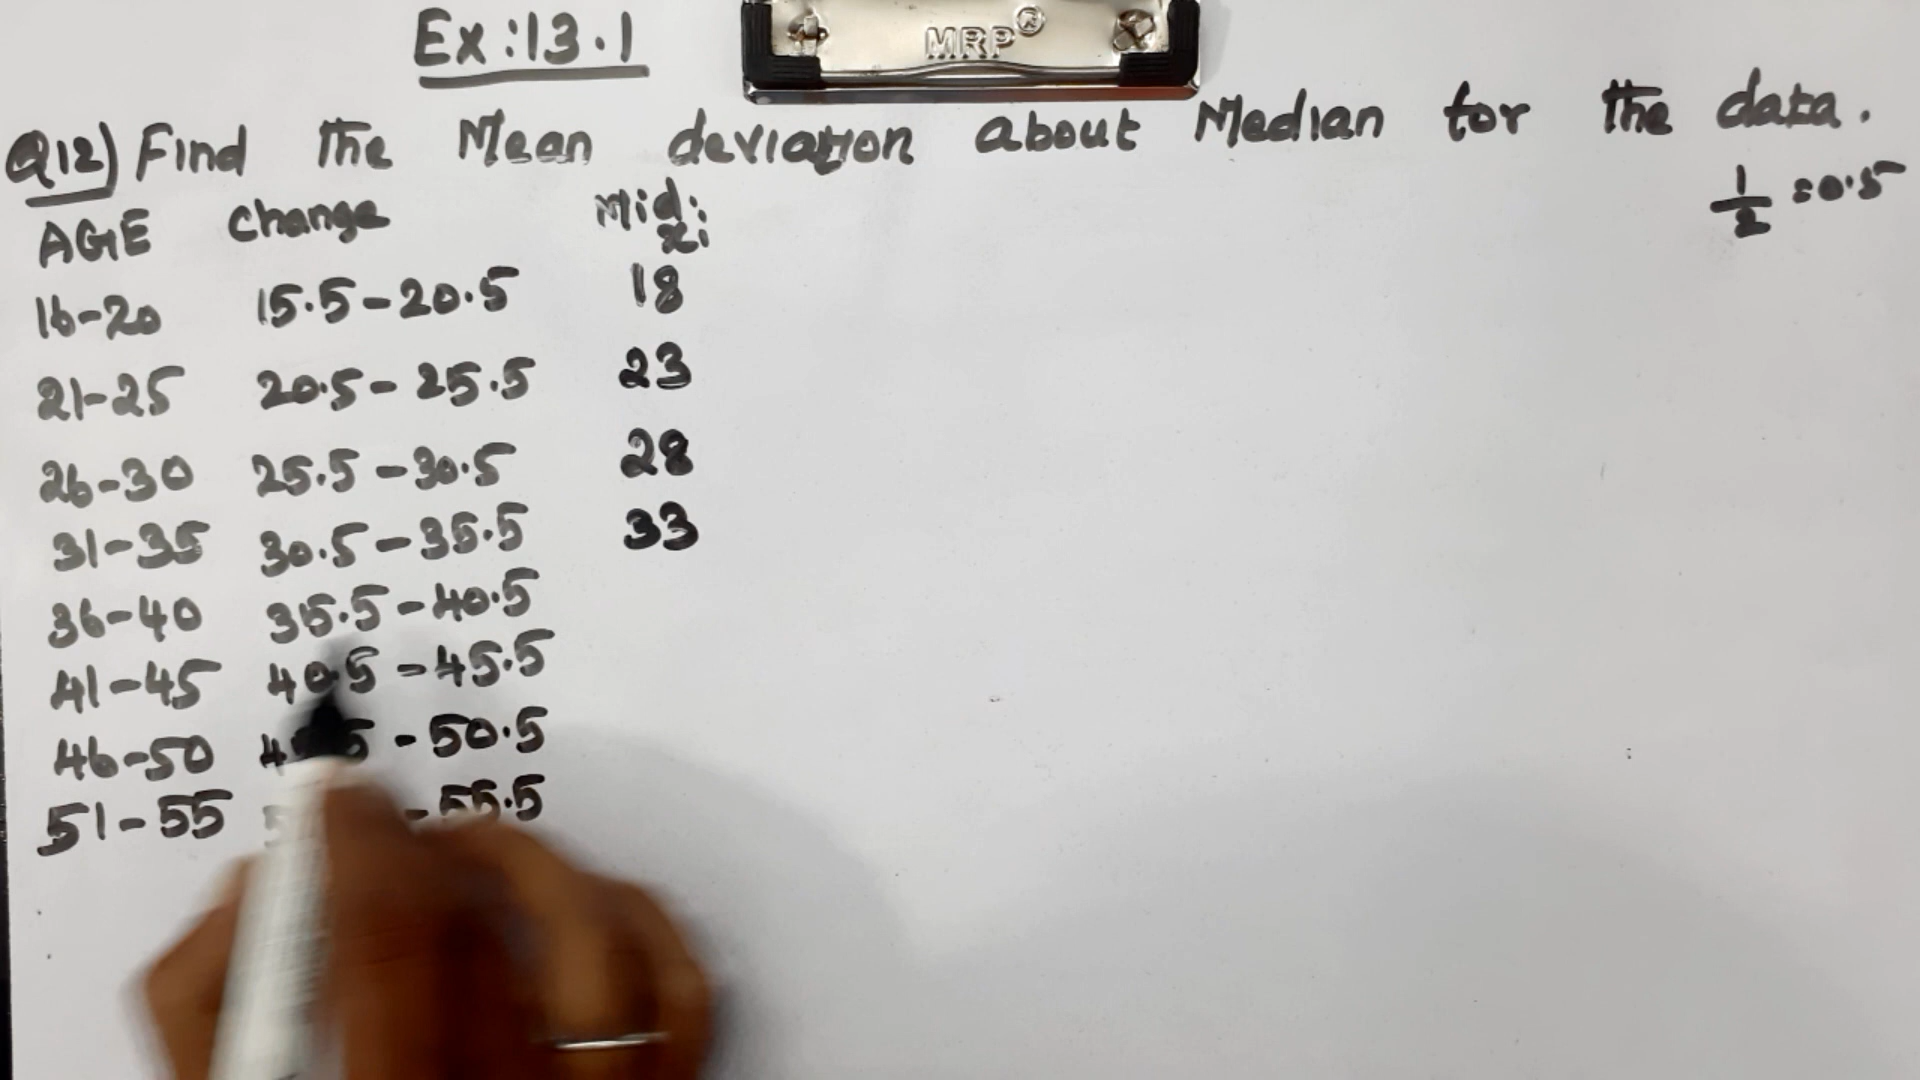 Ex:13.1
MRP®
Q12) Find the Mean deviation about Median for the data.
1/2 = 0.5
AGE Change Mid: xi
16-20 15.5-20.5 18
21-25 20.5-25.5 23
26-30 25.5-30.5 28
31-35 30.5-35.5 33
36-40 35.5-40.5
41-45 40.5-45.5
46-50 -50.5
51-55 -55.5